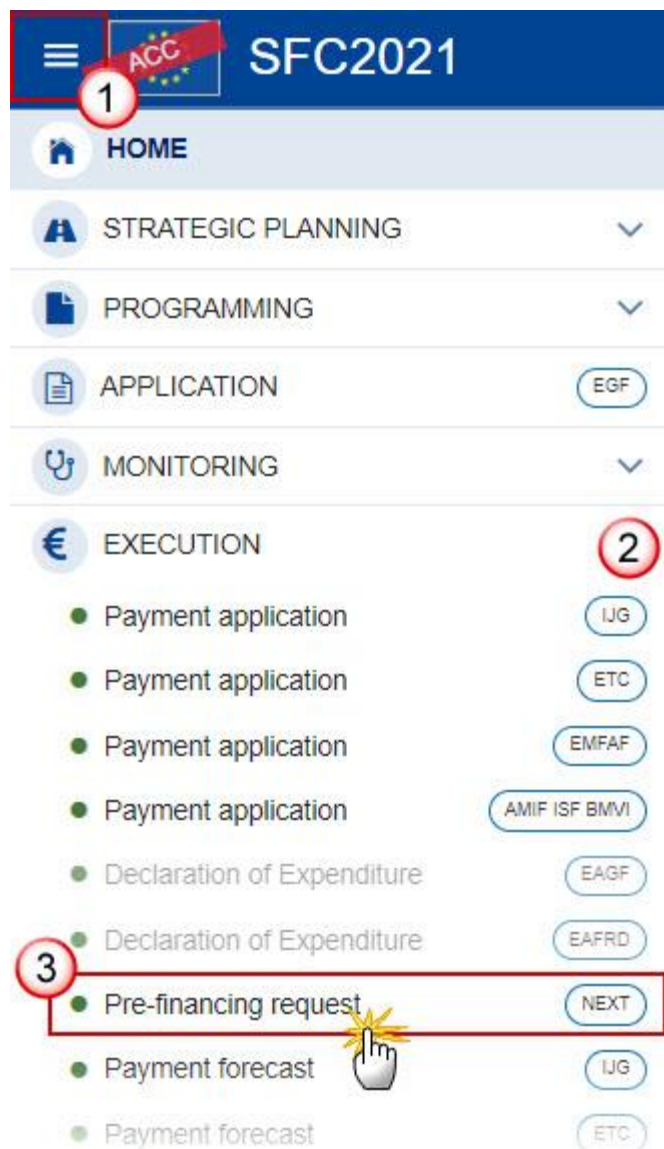 ACC SFC2021
1
HOME
STRATEGIC PLANNING
PROGRAMMING
APPLICATION EGF
MONITORING
€ EXECUTION 2
Payment application IJG
Payment application ETC
Payment application EMFAF
Payment application AMIF ISF BMVI
Declaration of Expenditure EAGF
Declaration of Expenditure EAFRD
3
Pre-financing request NEXT
Payment forecast IJG
Payment forecast ETC